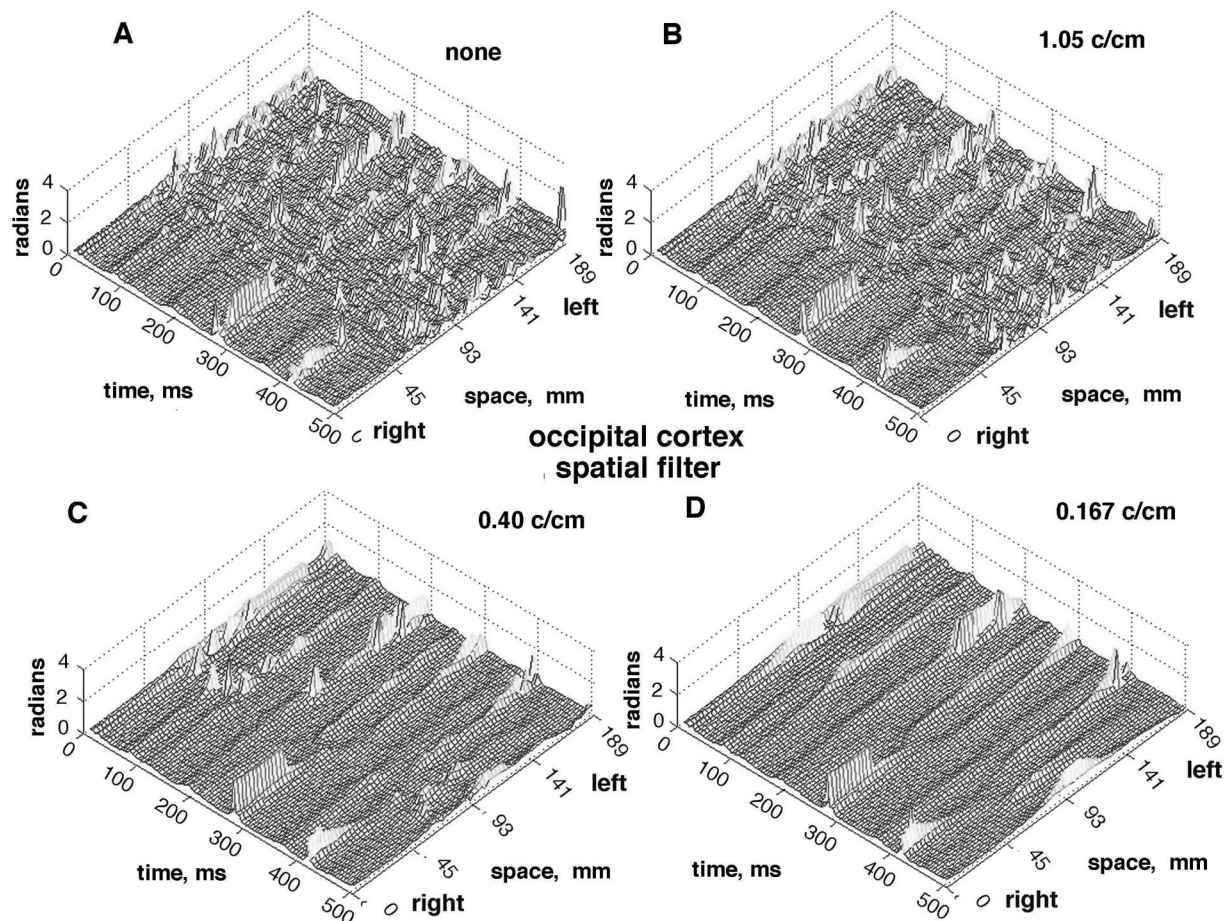 A
none
radians
4
2
0
0
100
200
300
400
500
time, ms
right
45
93
141
189
space, mm
left
B
1.05 c/cm
radians
4
2
0
0
100
200
300
400
500
time, ms
0
right
45
93
141
189
space, mm
left
occipital cortex
spatial filter
C
0.40 c/cm
radians
4
2
0
0
100
200
300
400
500
time, ms
0
right
45
93
141
189
space, mm
left
D
0.167 c/cm
radians
4
2
0
0
100
200
300
400
500
time, ms
0
right
45
93
141
189
space, mm
left